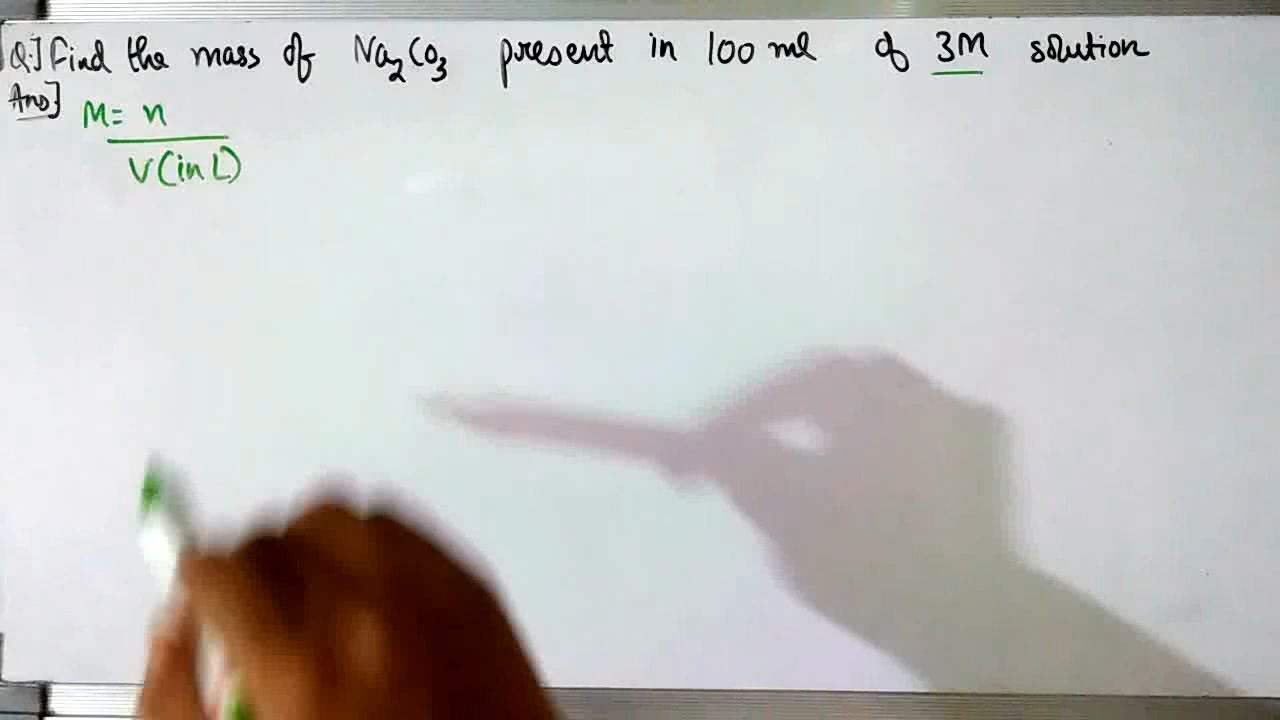 Q.] Find the mass of Na₂CO₃ present in 100 ml of 3M solution
Ans]
M = n
V (in L)